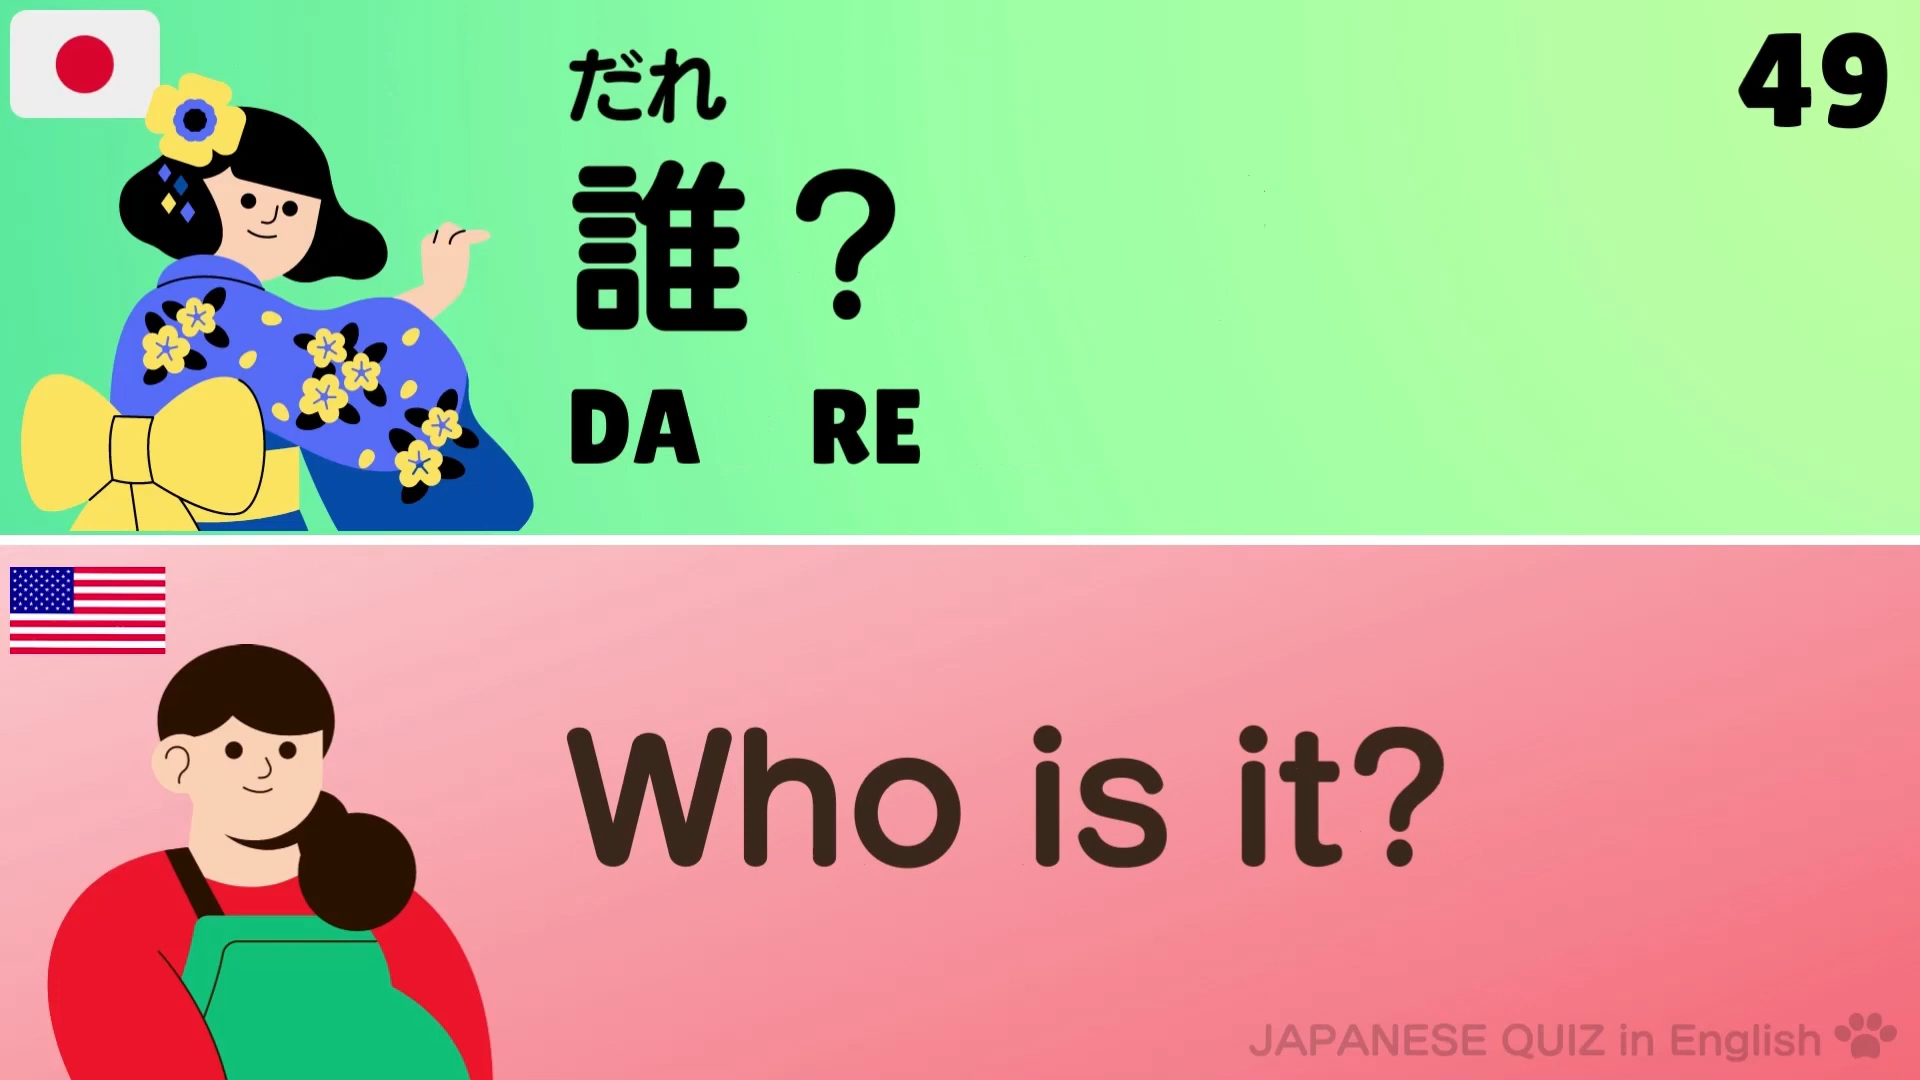 49
だれ
誰？
DA RE
Who is it?
JAPANESE QUIZ in English